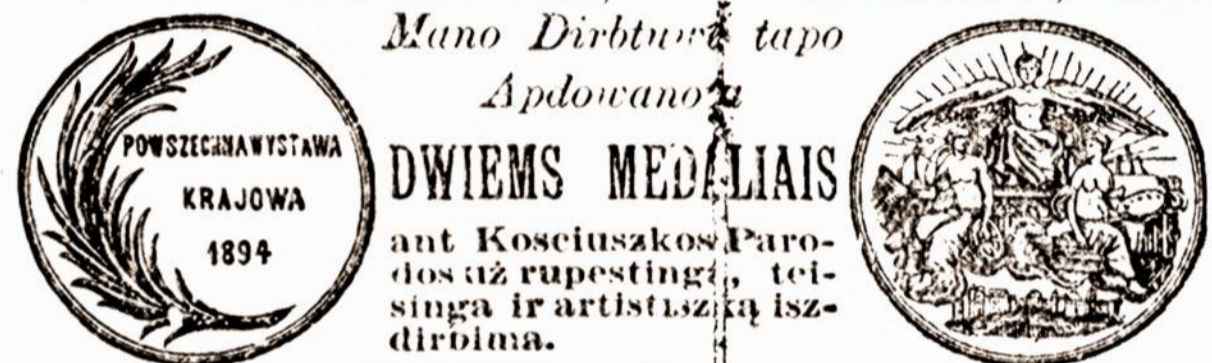 POWSZECHNA WYSTAWA
KRAJOWA
1894
Mano Dirbtuwė tapo
Apdowanota
DWIEMS MEDALIAIS
ant Kosciuszkos Paro-
dos už rupestingą, tei-
singa ir artistiszką isz-
dirbima.